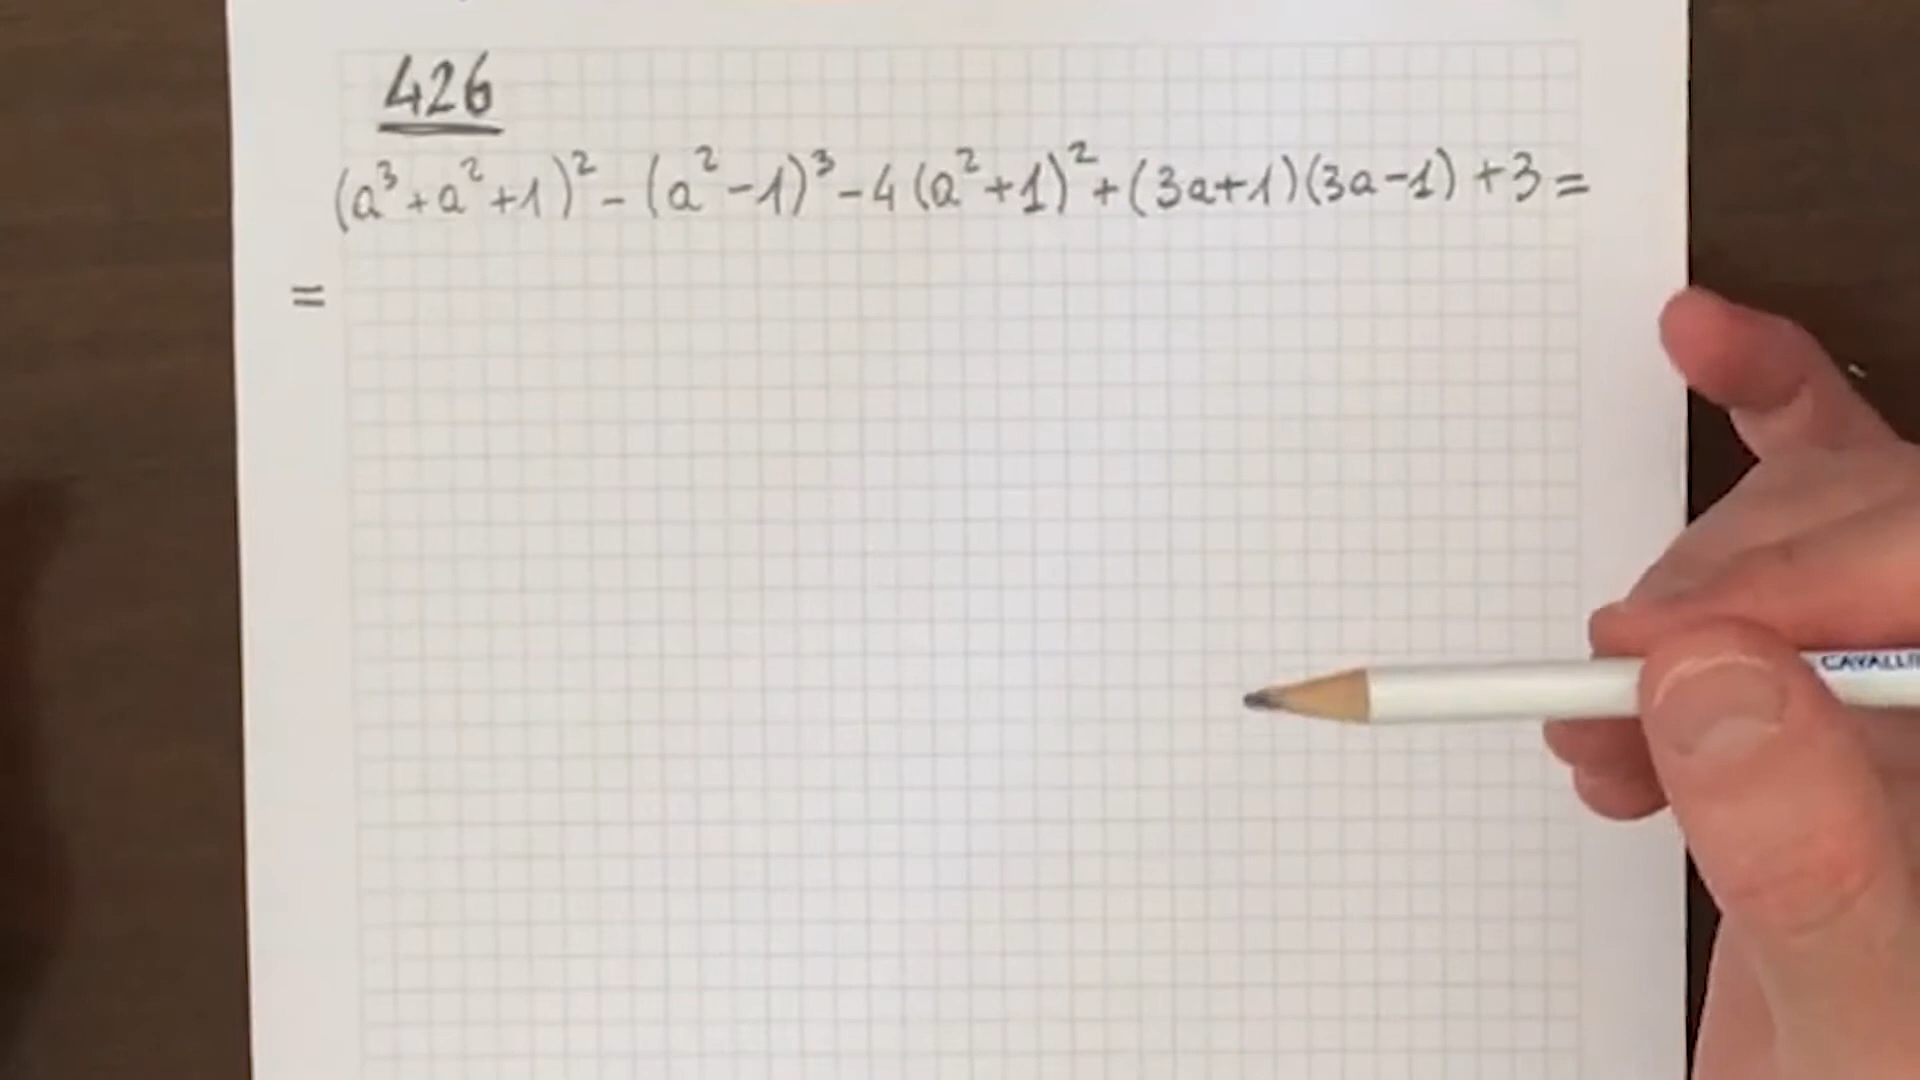 426
(a³+a²+1)²-(a²-1)³-4(a²+1)²+(3a+1)(3a-1)+3=
=